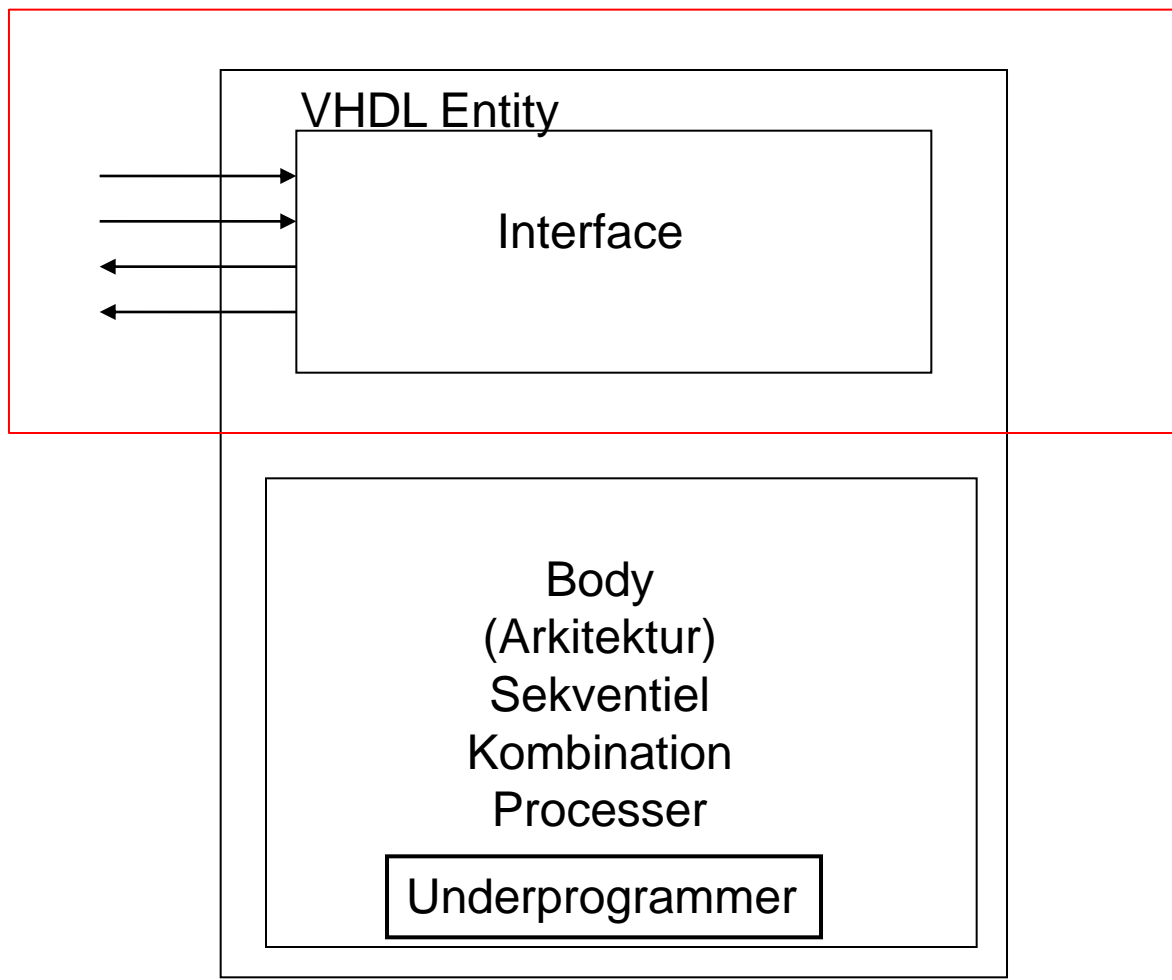 VHDL Entity
Interface
Body
(Arkitektur)
Sekventiel
Kombination
Processer
Underprogrammer